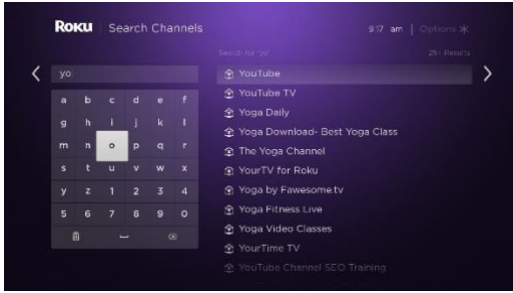 Roku Search Channels 9:17 am | Options
Search for 'yo' 25+ Results
yo
YouTube
YouTube TV
Yoga Daily
Yoga Download- Best Yoga Class
The Yoga Channel
YourTV for Roku
Yoga by Fawesome.tv
Yoga Fitness Live
Yoga Video Classes
YourTime TV
YouTube Channel SEO Training
a b c d e f
g h i j k l
m n o p q r
s t u v w x
y z 1 2 3 4
5 6 7 8 9 0